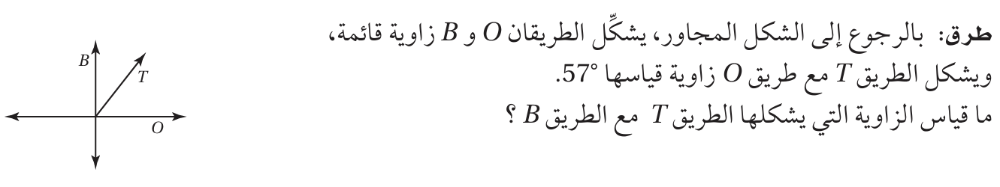 طرق: بالرجوع إلى الشكل المجاور، يشكِّل الطريقان O و B زاوية قائمة،
ويشكل الطريق T مع طريق O زاوية قياسها 57°.
ما قياس الزاوية التي يشكلها الطريق T مع الطريق B ؟
B
T
O